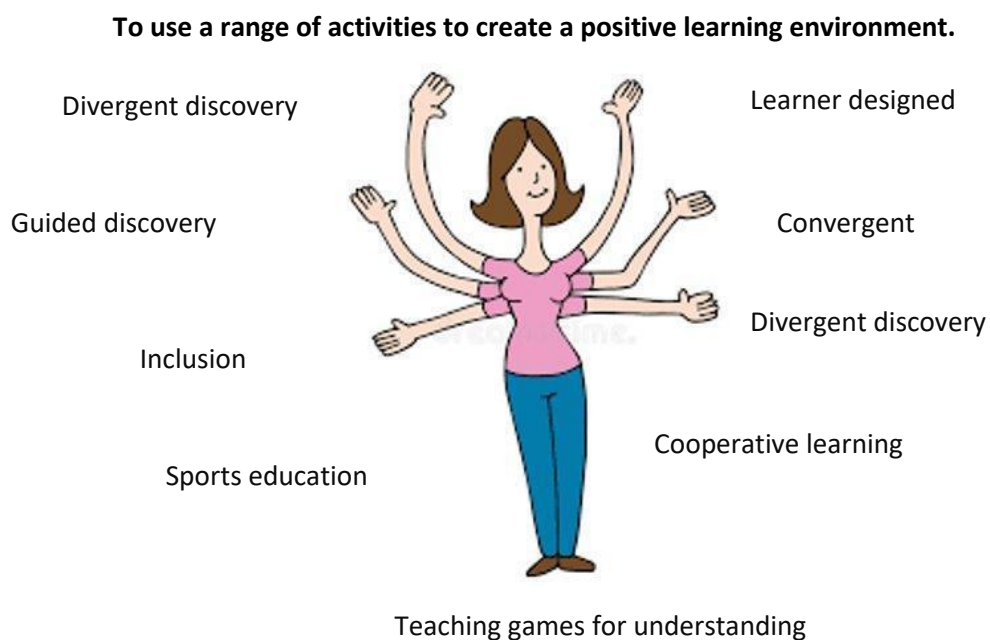 To use a range of activities to create a positive learning environment.
Divergent discovery
Learner designed
Guided discovery
Convergent
Divergent discovery
Inclusion
Cooperative learning
Sports education
Teaching games for understanding